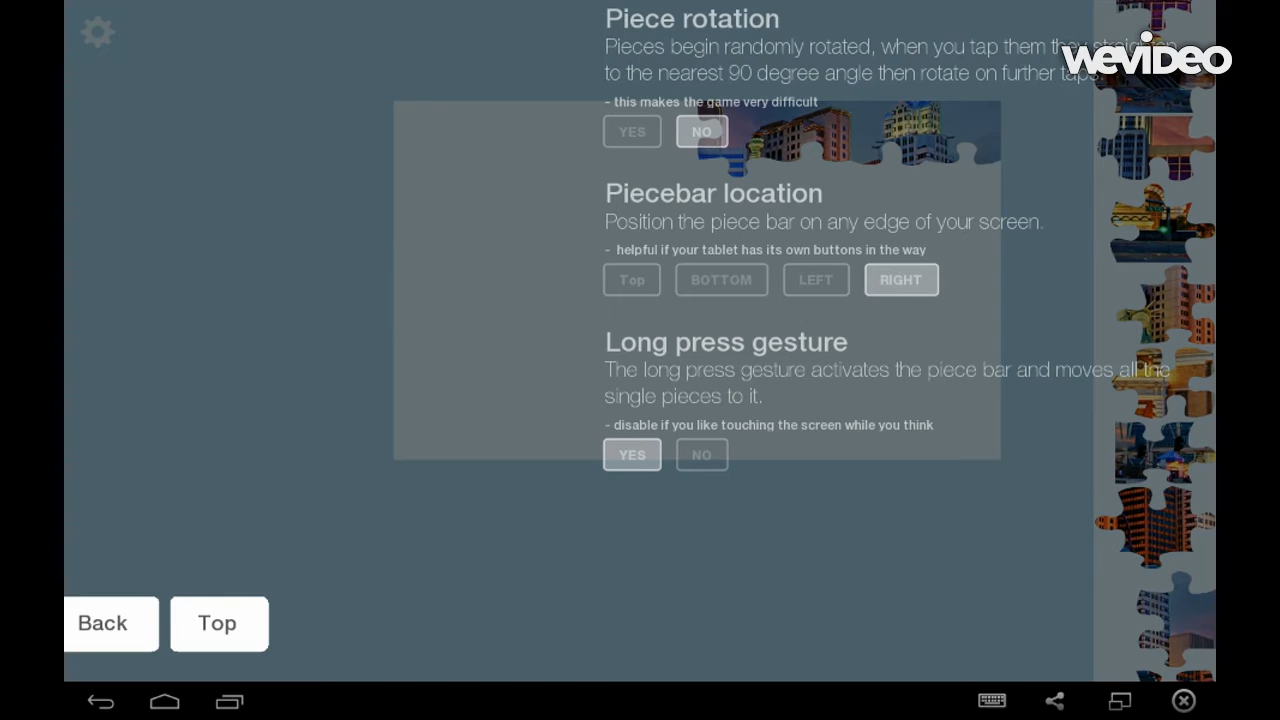 Piece rotation
Pieces begin randomly rotated, when you tap them they straighten
to the nearest 90 degree angle then rotate on further taps.
- this makes the game very difficult
YES NO
Piecebar location
Position the piece bar on any edge of your screen.
- helpful if your tablet has its own buttons in the way
Top BOTTOM LEFT RIGHT
Long press gesture
The long press gesture activates the piece bar and moves all the
single pieces to it.
- disable if you like touching the screen while you think
YES NO
Back Top
wevideo